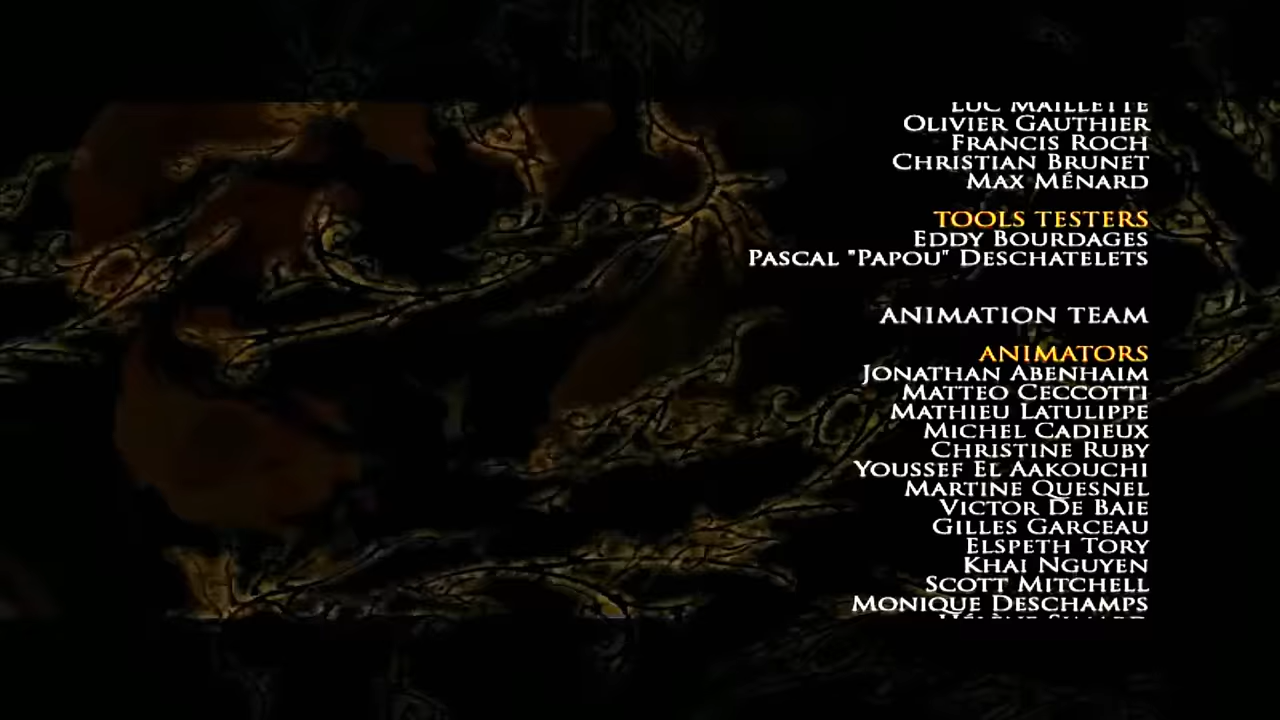 LUC MAILLETTE
OLIVIER GAUTHIER
FRANCIS ROCH
CHRISTIAN BRUNET
MAX MÉNARD
TOOLS TESTERS
EDDY BOURDAGES
PASCAL "PAPOU" DESCHATELETS
ANIMATION TEAM
ANIMATORS
JONATHAN ABENHAIM
MATTEO CECCOTTI
MATHIEU LATULIPPE
MICHEL CADIEUX
CHRISTINE RUBY
YOUSSEF EL AAKOUCHI
MARTINE QUESNEL
VICTOR DE BAIE
GILLES GARCEAU
ELSPETH TORY
KHAI NGUYEN
SCOTT MITCHELL
MONIQUE DESCHAMPS